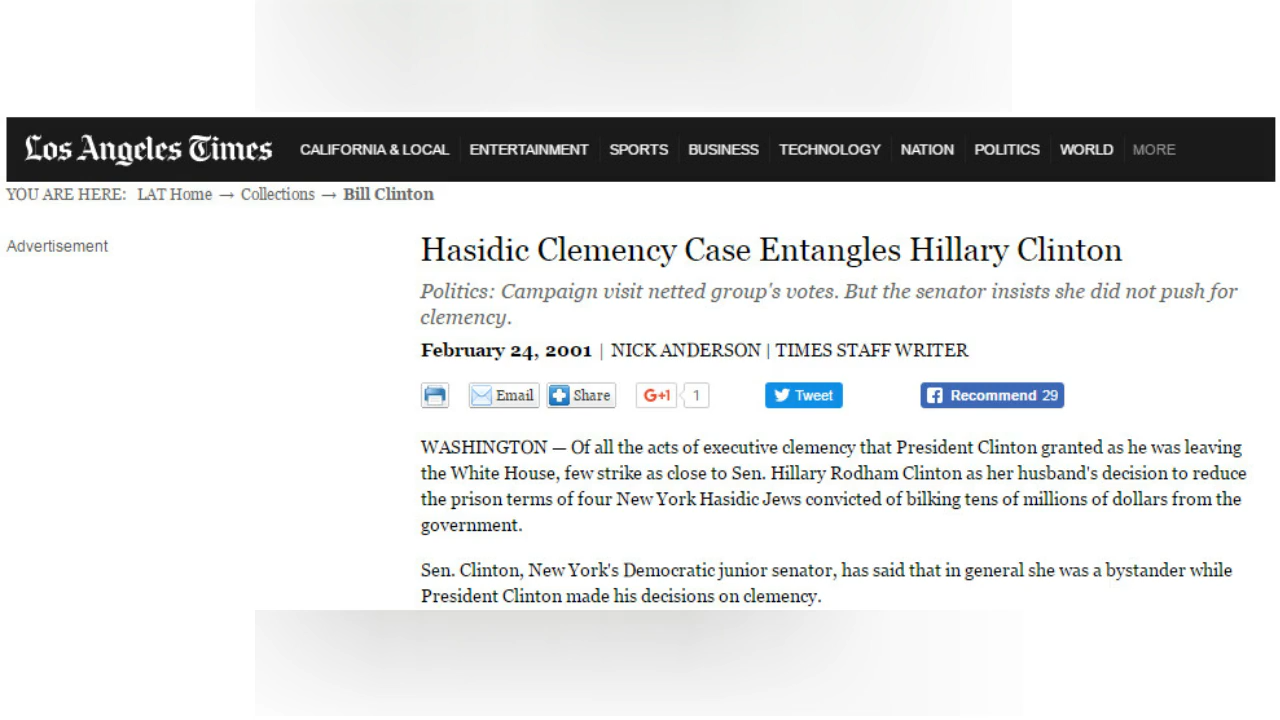 Los Angeles Times CALIFORNIA & LOCAL ENTERTAINMENT SPORTS BUSINESS TECHNOLOGY NATION POLITICS WORLD MORE
YOU ARE HERE: LAT Home → Collections → Bill Clinton
Advertisement
Hasidic Clemency Case Entangles Hillary Clinton
Politics: Campaign visit netted group's votes. But the senator insists she did not push for
clemency.
February 24, 2001 | NICK ANDERSON | TIMES STAFF WRITER
Email Share G+1 1 Tweet Recommend 29
WASHINGTON — Of all the acts of executive clemency that President Clinton granted as he was leaving
the White House, few strike as close to Sen. Hillary Rodham Clinton as her husband's decision to reduce
the prison terms of four New York Hasidic Jews convicted of bilking tens of millions of dollars from the
government.
Sen. Clinton, New York's Democratic junior senator, has said that in general she was a bystander while
President Clinton made his decisions on clemency.